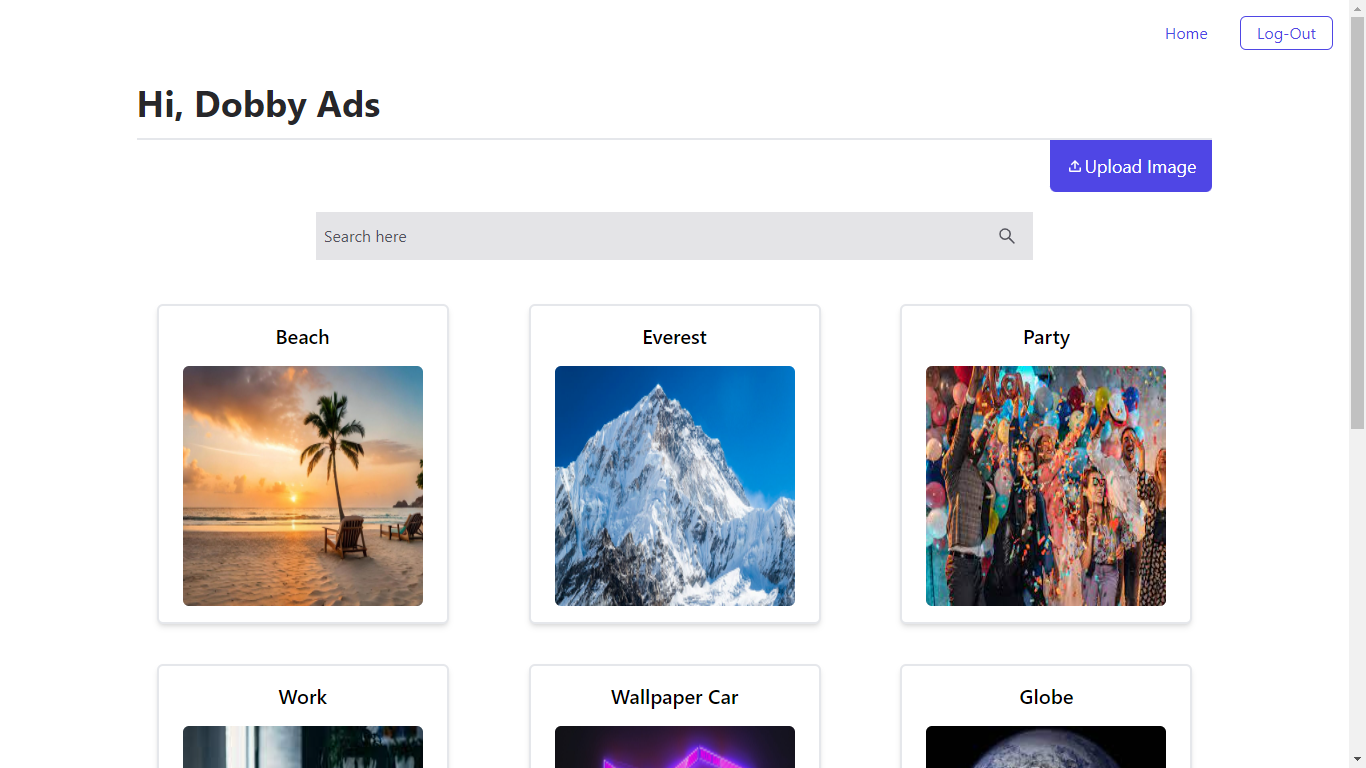 Home
Log-Out
Hi, Dobby Ads
Upload Image
Search here
Beach
Everest
Party
Work
Wallpaper Car
Globe